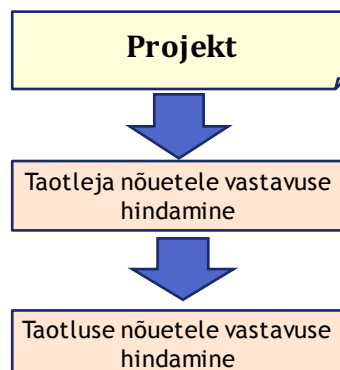 Projekt
Taotleja nõuetele vastavuse
hindamine
Taotluse nõuetele vastavuse
hindamine